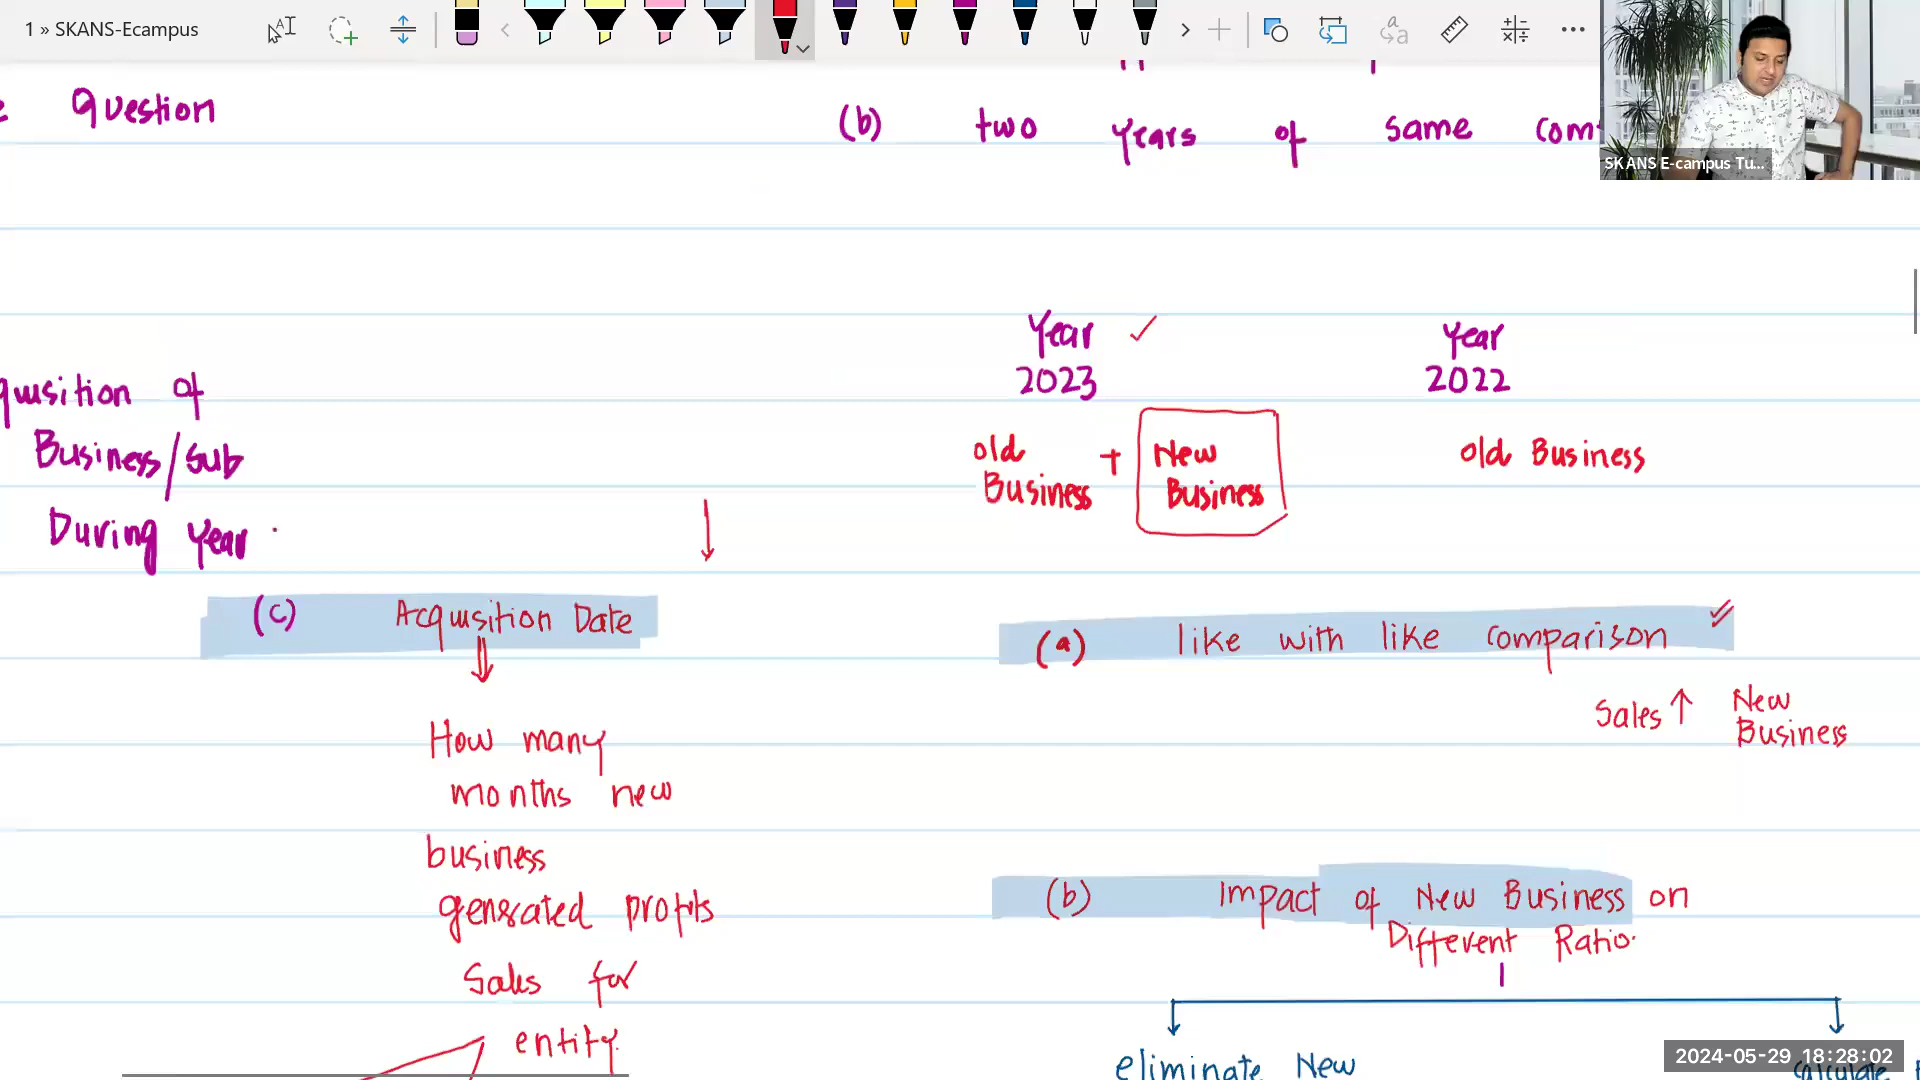 1 » SKANS-Ecampus
Question
(b) two years of same
SKANS E-campus Tu...
Year
2023
Year
2022
quisition of
Business/Sub
During year
old
Business
+
New
Business
old Business
(c) Acquisition Date
(a) like with like comparison
Sales ↑ New
Business
How many
months new
business
generated profits
Sales for
entity.
(b) Impact of New Business on
Different Ratio.
eliminate New
calculate
2024-05-29 18:28:02